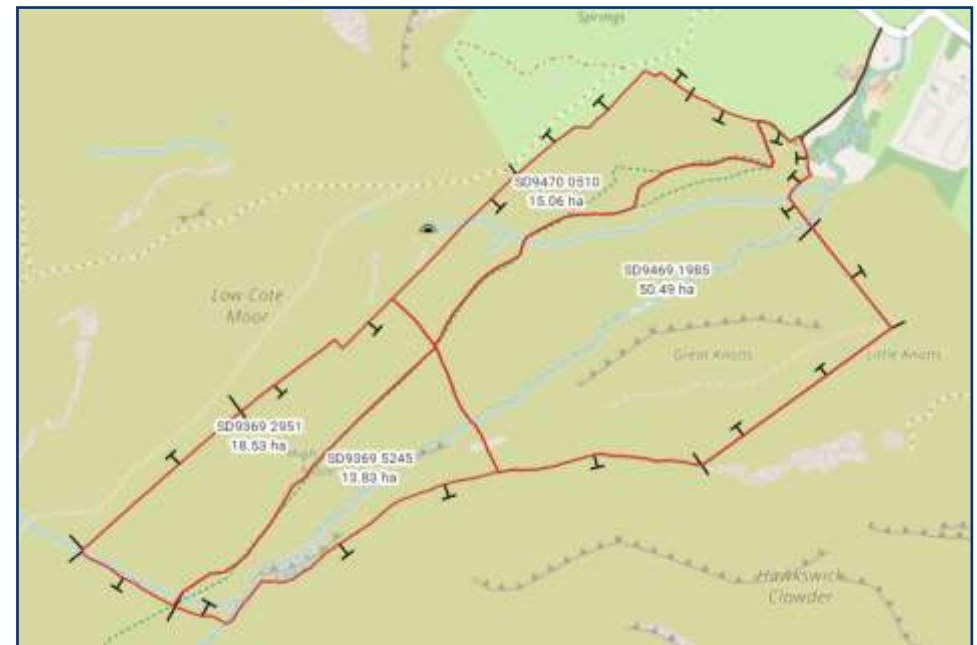 Springs
SD9470 0510
15.06 ha
SD9469 1985
50.49 ha
Low Cote
Moor
Great Knotts
Little Knotts
SD9369 2951
18.53 ha
High
SD9369 5245
13.83 ha
Hawkswick
Clowder